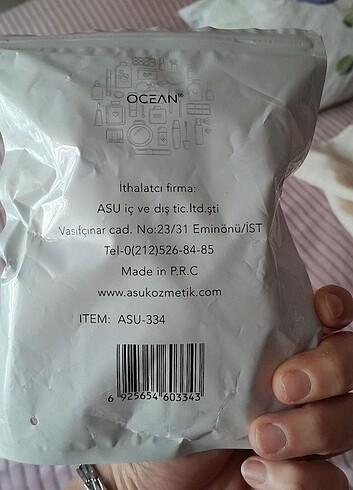 OCEAN
İthalatcı firma:
ASU iç ve dış tic.ltd.şti
Vasıfçınar cad. No:23/31 Eminönü/İST
Tel-0(212)526-84-85
Made in P.R.C
www.asukozmetik.com
ITEM: ASU-334
6 925654 603343